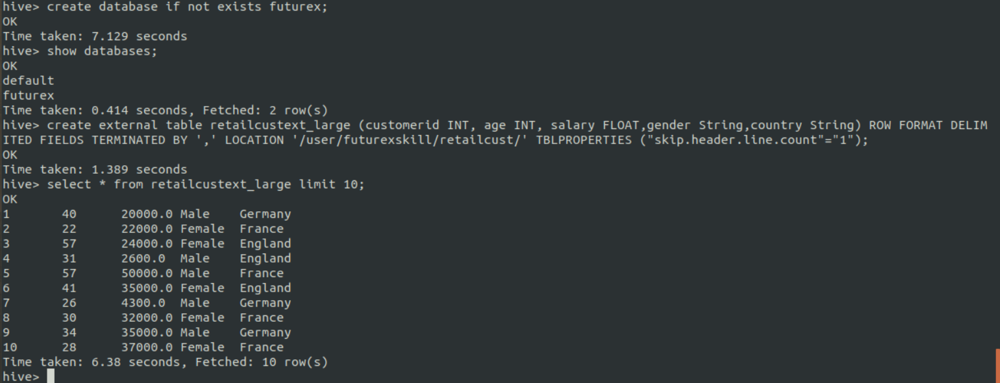 hive> create database if not exists futurex;
OK
Time taken: 7.129 seconds
hive> show databases;
OK
default
futurex
Time taken: 0.414 seconds, Fetched: 2 row(s)
hive> create external table retailcustext_large (customerid INT, age INT, salary FLOAT,gender String,country String) ROW FORMAT DELIM
ITED FIELDS TERMINATED BY ',' LOCATION '/user/futurexskill/retailcust/' TBLPROPERTIES ("skip.header.line.count"="1");
OK
Time taken: 1.389 seconds
hive> select * from retailcustext_large limit 10;
OK
1 40 20000.0 Male Germany
2 22 22000.0 Female France
3 57 24000.0 Female England
4 31 2600.0 Male England
5 57 50000.0 Male France
6 41 35000.0 Female England
7 26 4300.0 Male Germany
8 30 32000.0 Female France
9 34 35000.0 Male Germany
10 28 37000.0 Female France
Time taken: 6.38 seconds, Fetched: 10 row(s)
hive>